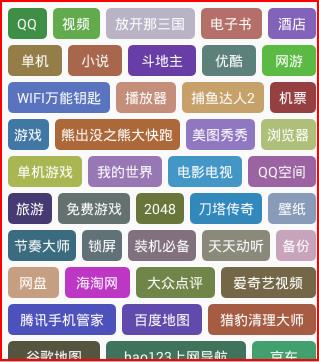 QQ 视频 放开那三国 电子书 酒店
单机 小说 斗地主 优酷 网游
WIFI万能钥匙 播放器 捕鱼达人2 机票
游戏 熊出没之熊大快跑 美图秀秀 浏览器
单机游戏 我的世界 电影电视 QQ空间
旅游 免费游戏 2048 刀塔传奇 壁纸
节奏大师 锁屏 装机必备 天天动听 备份
网盘 海淘网 大众点评 爱奇艺视频
腾讯手机管家 百度地图 猎豹清理大师
谷歌地图 hao123上网导航 京东